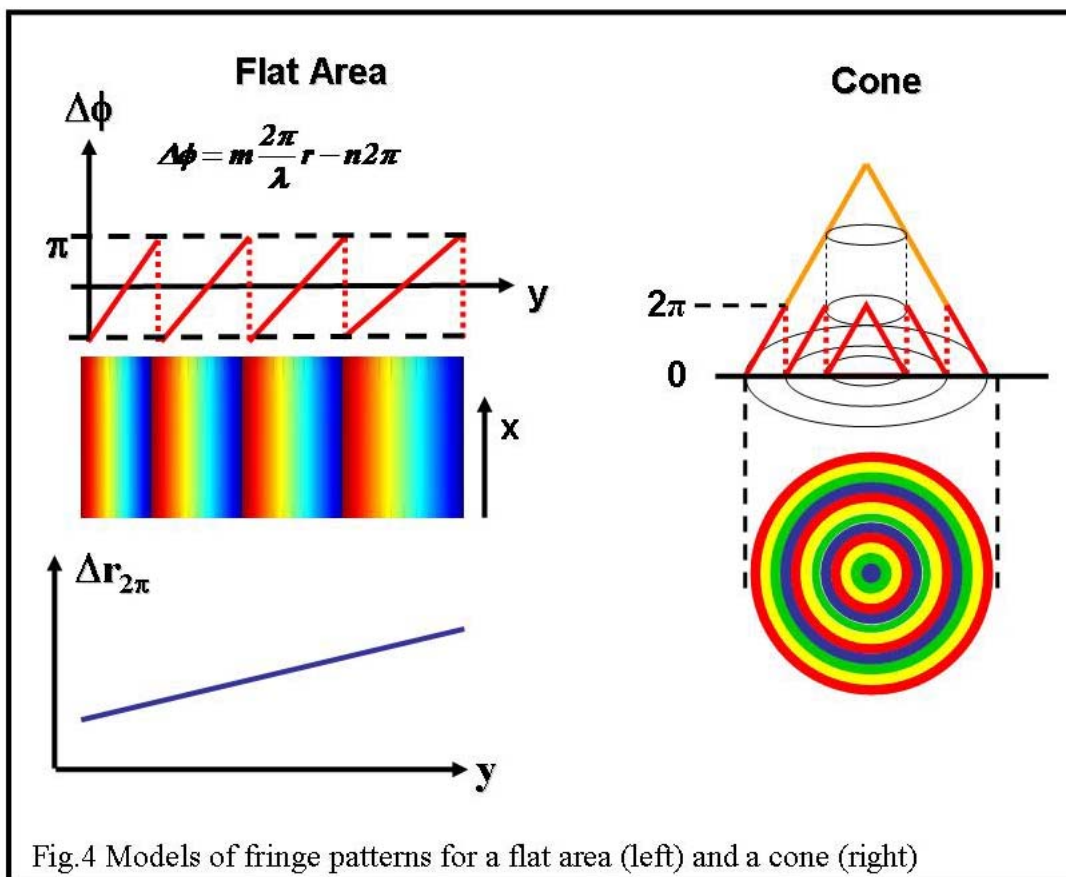 Flat Area
Δϕ
Δϕ = m 2π/λ r − n2π
π
y
x
Δr2π
y
Cone
2π
0
Fig.4 Models of fringe patterns for a flat area (left) and a cone (right)